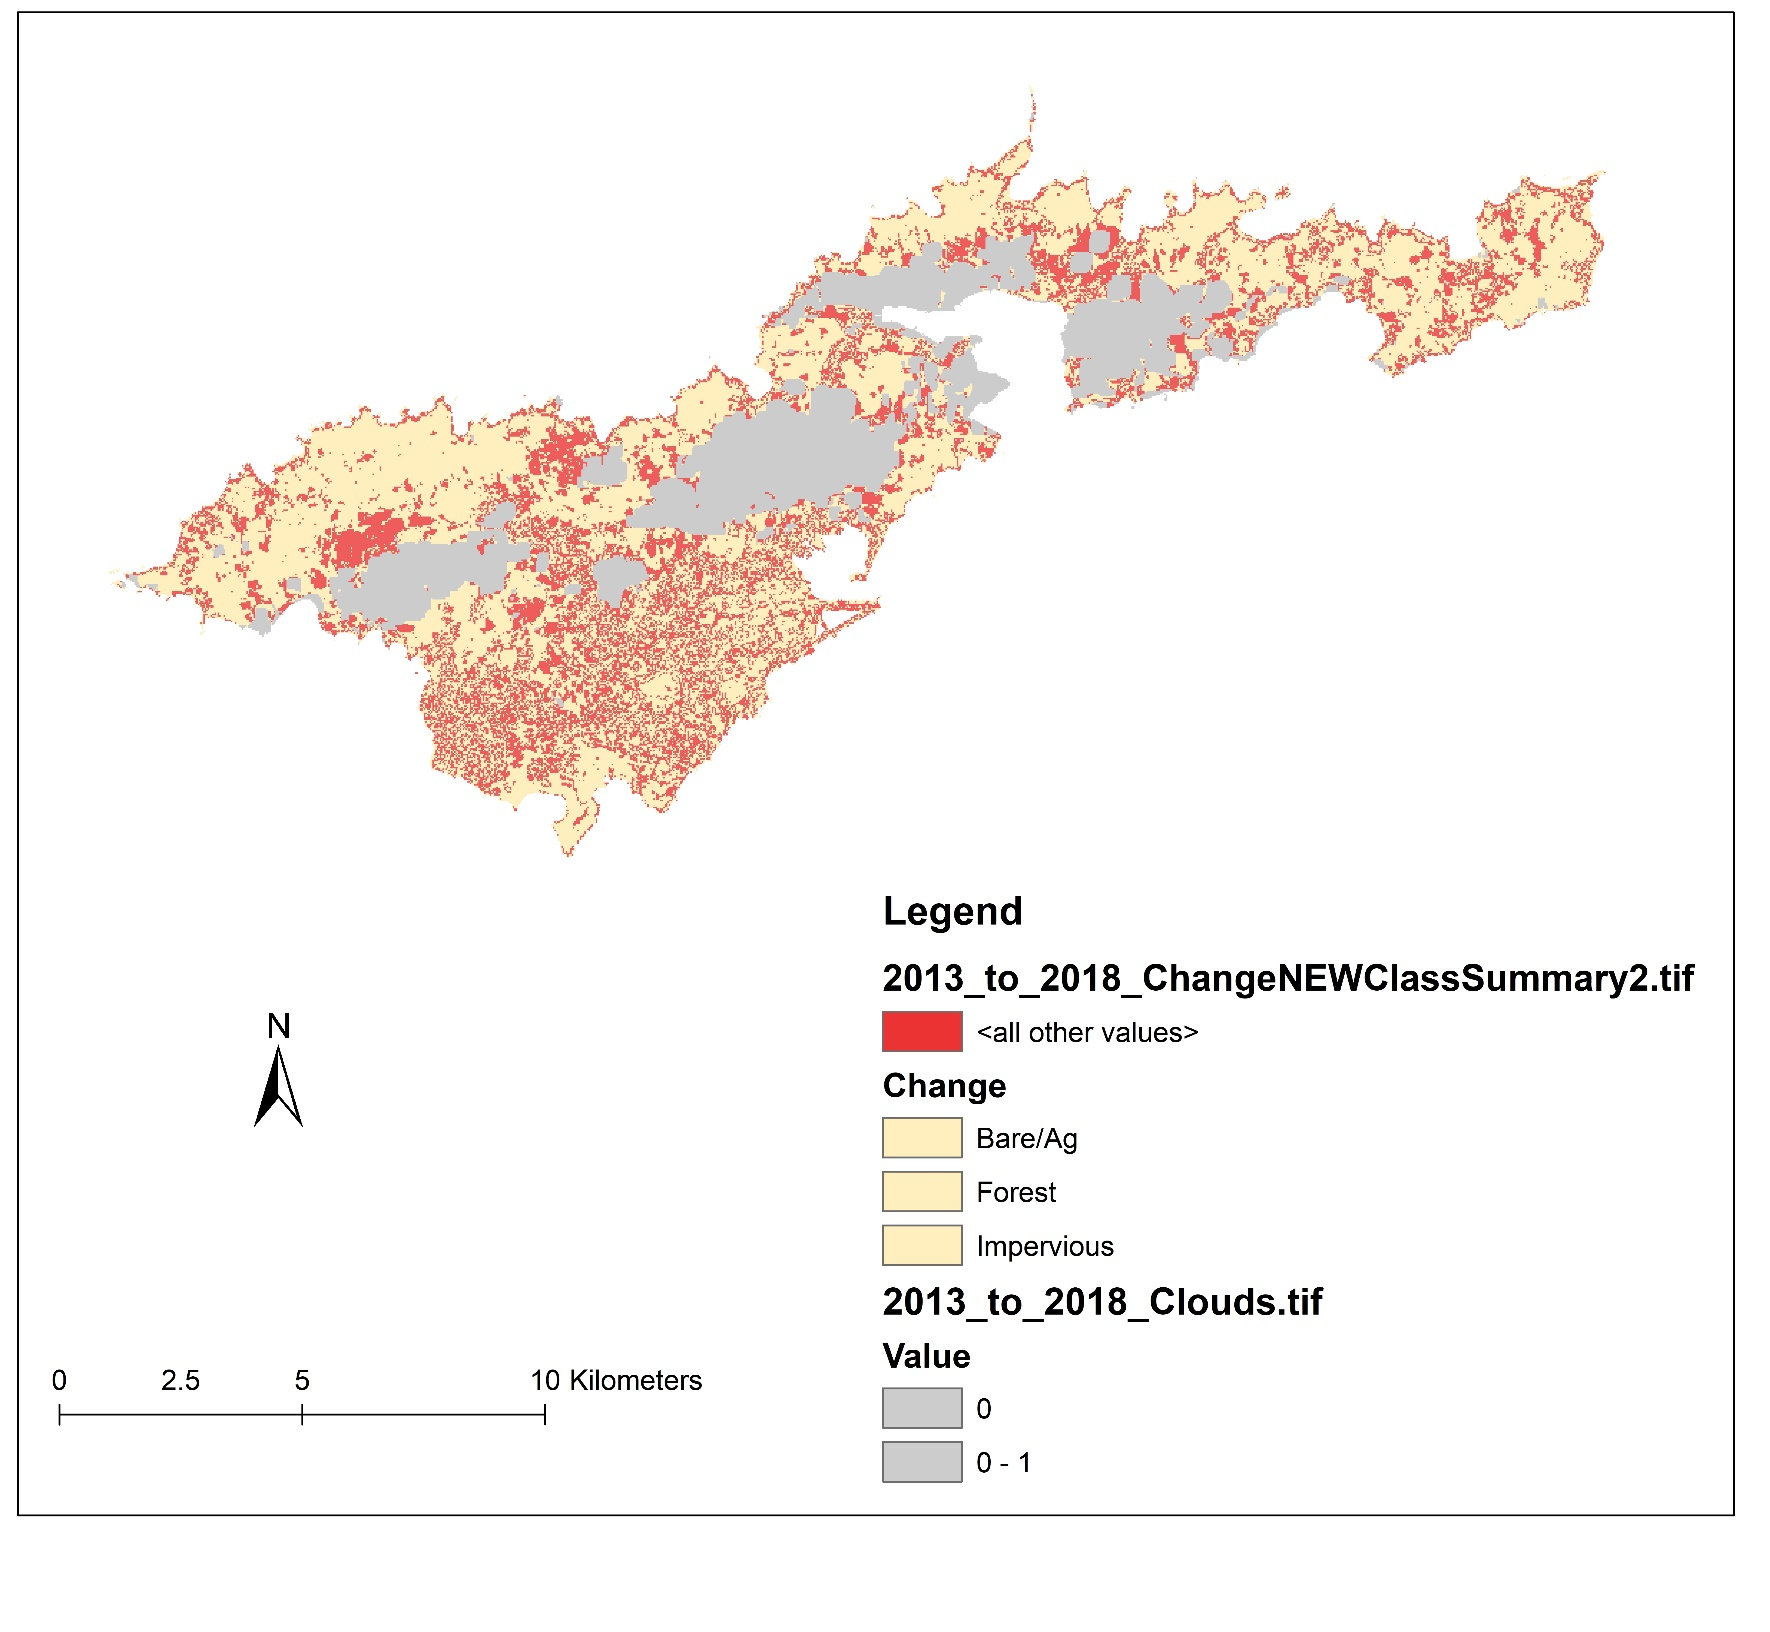 Legend
2013_to_2018_ChangeNEWClassSummary2.tif
<all other values>
Change
Bare/Ag
Forest
Impervious
2013_to_2018_Clouds.tif
Value
0
0 - 1
N
0 2.5 5 10 Kilometers